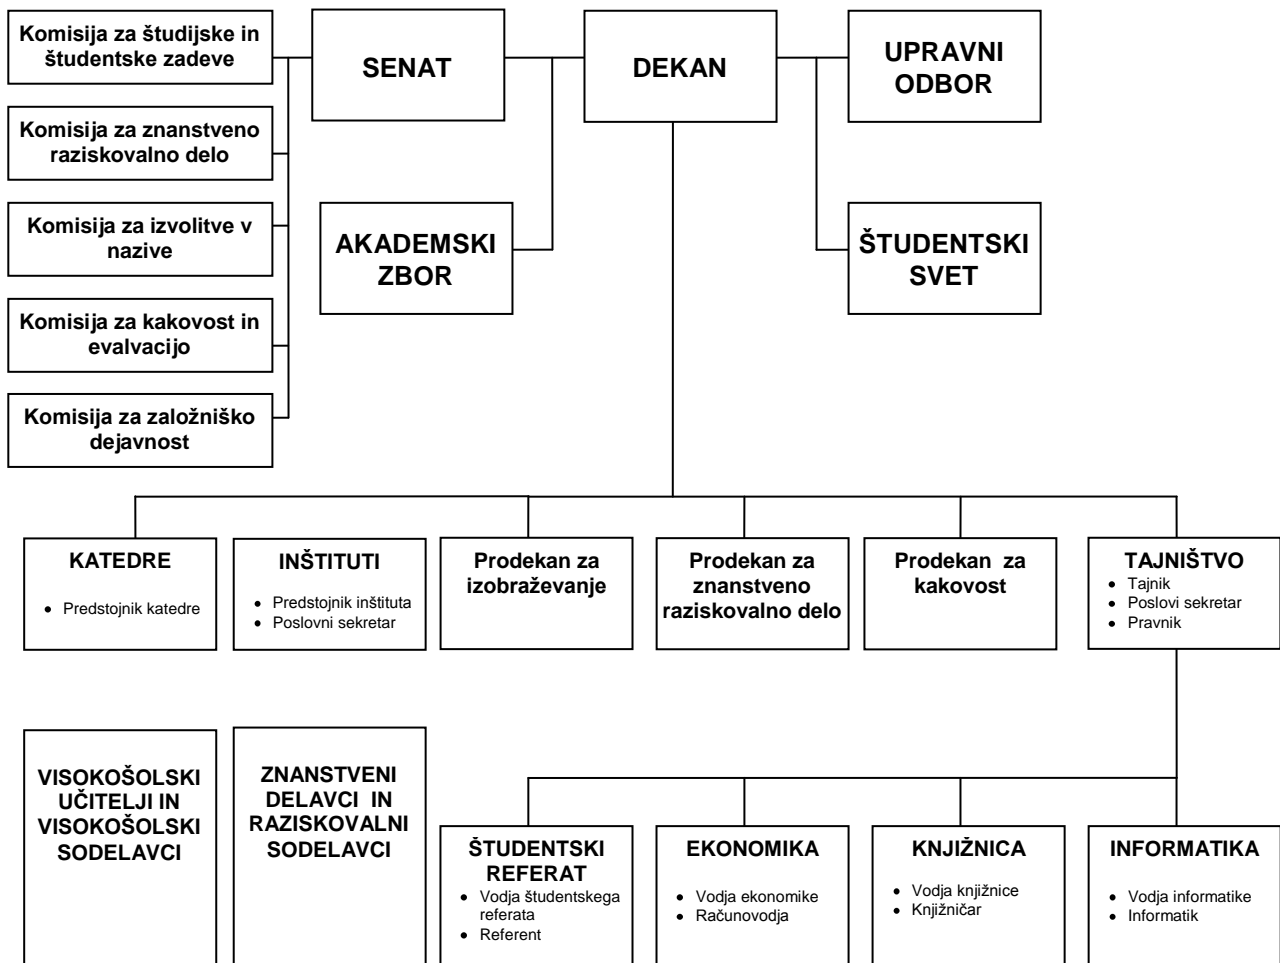 Komisija za študijske in
študentske zadeve
SENAT
DEKAN
UPRAVNI
ODBOR
Komisija za znanstveno
raziskovalno delo
Komisija za izvolitve v
nazive
AKADEMSKI
ZBOR
ŠTUDENTSKI
SVET
Komisija za kakovost in
evalvacijo
Komisija za založniško
dejavnost
KATEDRE
• Predstojnik katedre
INŠTITUTI
• Predstojnik inštituta
• Poslovni sekretar
Prodekan za
izobraževanje
Prodekan za
znanstveno
raziskovalno delo
Prodekan za
kakovost
TAJNIŠTVO
• Tajnik
• Poslovi sekretar
• Pravnik
VISOKOŠOLSKI
UČITELJI IN
VISOKOŠOLSKI
SODELAVCI
ZNANSTVENI
DELAVCI IN
RAZISKOVALNI
SODELAVCI
ŠTUDENTSKI
REFERAT
• Vodja študentskega
referata
• Referent
EKONOMIKA
• Vodja ekonomike
• Računovodja
KNJIŽNICA
• Vodja knjižnice
• Knjižničar
INFORMATIKA
• Vodja informatike
• Informatik